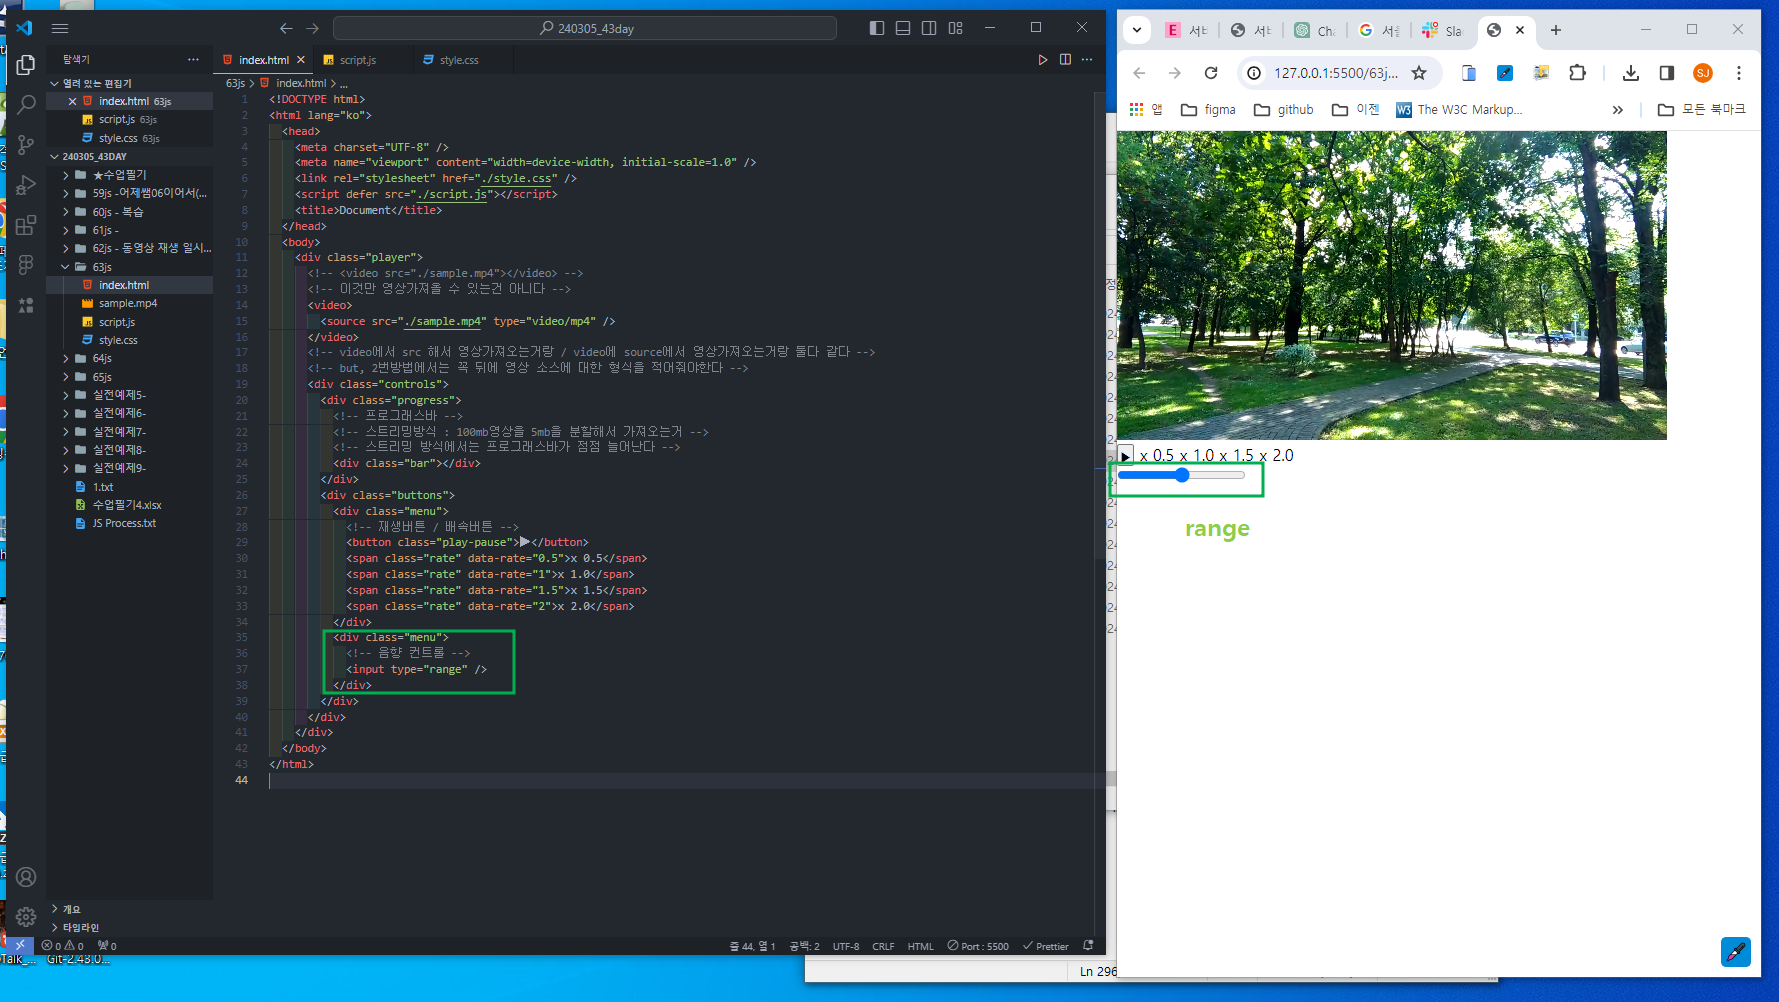 240305_43day
탐색기
index.html
script.js
style.css
열려 있는 편집기
index.html 63js
script.js 63js
style.css 63js
240305_43DAY
★수업필기
59js -어제쌤06이어서(...
60js - 복습
61js -
62js - 동영상 재생 일시...
63js
index.html
sample.mp4
script.js
style.css
64js
65js
실전예제5-
실전예제6-
실전예제7-
실전예제8-
실전예제9-
1.txt
수업필기4.xlsx
JS Process.txt
개요
타임라인
63js > index.html > ...
1 <!DOCTYPE html>
2 <html lang="ko">
3 <head>
4 <meta charset="UTF-8" />
5 <meta name="viewport" content="width=device-width, initial-scale=1.0" />
6 <link rel="stylesheet" href="./style.css" />
7 <script defer src="./script.js"></script>
8 <title>Document</title>
9 </head>
10 <body>
11 <div class="player">
12 <!-- <video src="./sample.mp4"></video> -->
13 <!-- 이것만 영상가져올 수 있는건 아니다 -->
14 <video>
15 <source src="./sample.mp4" type="video/mp4" />
16 </video>
17 <!-- video에서 src 해서 영상가져오는거랑 / video에 source에서 영상가져오는거랑 둘다 같다 -->
18 <!-- but, 2번방법에서는 꼭 뒤에 영상 소스에 대한 형식을 적어줘야한다 -->
19 <div class="controls">
20 <div class="progress">
21 <!-- 프로그래스바 -->
22 <!-- 스트리밍방식 : 100mb영상을 5mb을 분할해서 가져오는거 -->
23 <!-- 스트리밍 방식에서는 프로그래스바가 점점 늘어난다 -->
24 <div class="bar"></div>
25 </div>
26 <div class="buttons">
27 <div class="menu">
28 <!-- 재생버튼 / 배속버튼 -->
29 <button class="play-pause">▶</button>
30 <span class="rate" data-rate="0.5">x 0.5</span>
31 <span class="rate" data-rate="1">x 1.0</span>
32 <span class="rate" data-rate="1.5">x 1.5</span>
33 <span class="rate" data-rate="2">x 2.0</span>
34 </div>
35 <div class="menu">
36 <!-- 음향 컨트롤 -->
37 <input type="range" />
38 </div>
39 </div>
40 </div>
41 </div>
42 </body>
43 </html>
44
0 0 0
줄 44, 열 1 공백: 2 UTF-8 CRLF HTML Port : 5500 Prettier
Git-2.43.0...
Ln 296
E 서ㅂ
서ㅂ
Cha
서울
Sla
127.0.0.1:5500/63j...
SJ
앱 figma github 이젠 W3 The W3C Markup... » 모든 북마크
▶ x 0.5 x 1.0 x 1.5 x 2.0
range